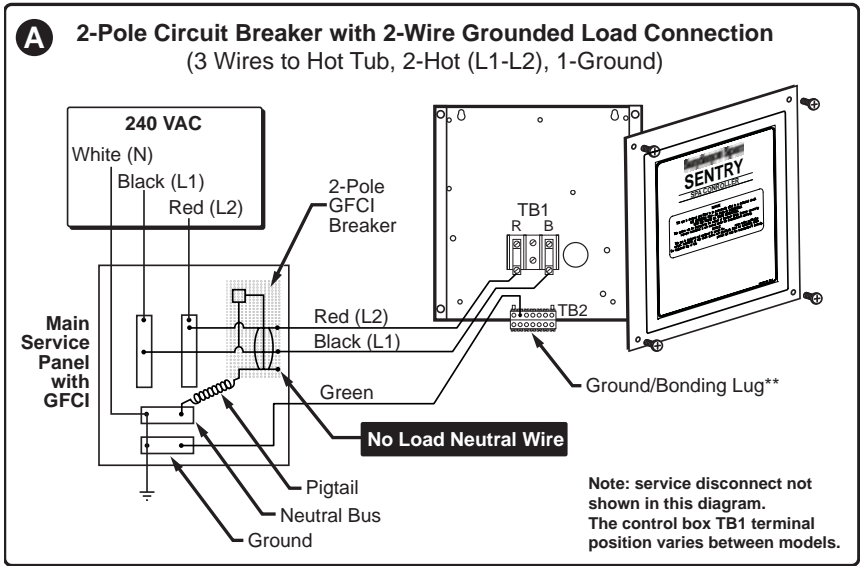 A
2-Pole Circuit Breaker with 2-Wire Grounded Load Connection
(3 Wires to Hot Tub, 2-Hot (L1-L2), 1-Ground)
240 VAC
White (N)
Black (L1)
Red (L2)
2-Pole
GFCI
Breaker
Main
Service
Panel
with
GFCI
Red (L2)
Black (L1)
Green
TB1
R B
TB2
SENTRY
SPA CONROLLER
Ground/Bonding Lug**
No Load Neutral Wire
Pigtail
Neutral Bus
Ground
Note: service disconnect not
shown in this diagram.
The control box TB1 terminal
position varies between models.